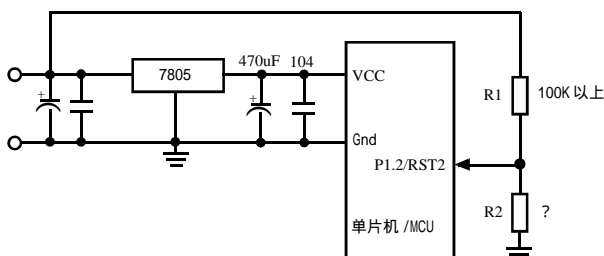 470uF 104
7805
VCC
R1 100K 以上
Gnd
P1.2/RST2
R2 ?
单片机 /MCU
+
+